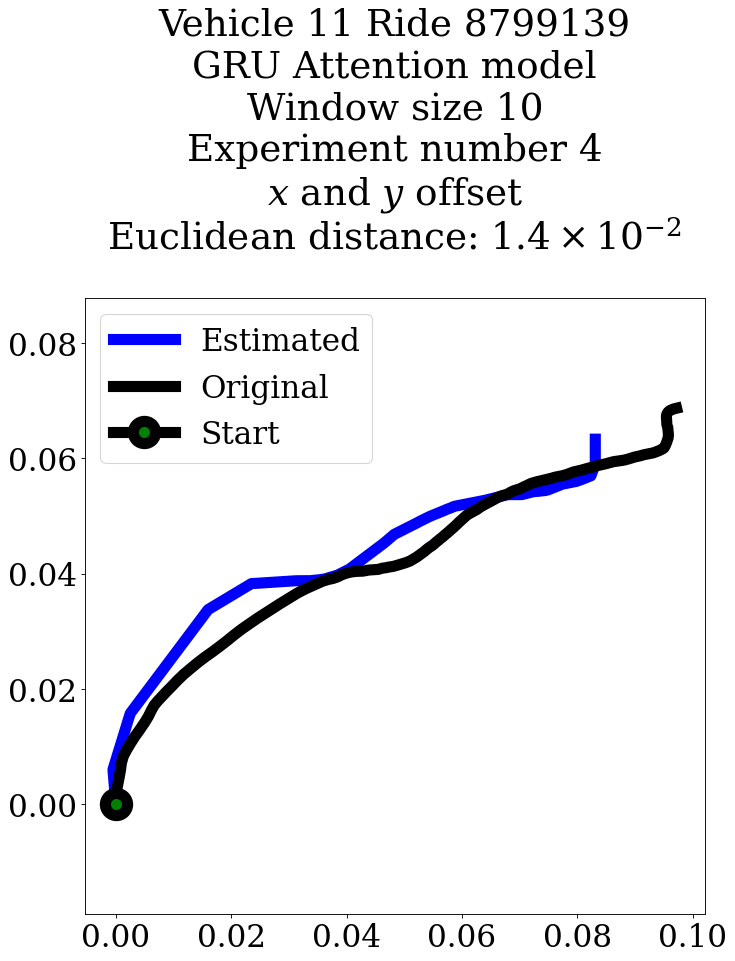 Vehicle 11 Ride 8799139
GRU Attention model
Window size 10
Experiment number 4
x and y offset
Euclidean distance: 1.4 × 10⁻²
Estimated
Original
Start
0.08
0.06
0.04
0.02
0.00
0.00 0.02 0.04 0.06 0.08 0.10